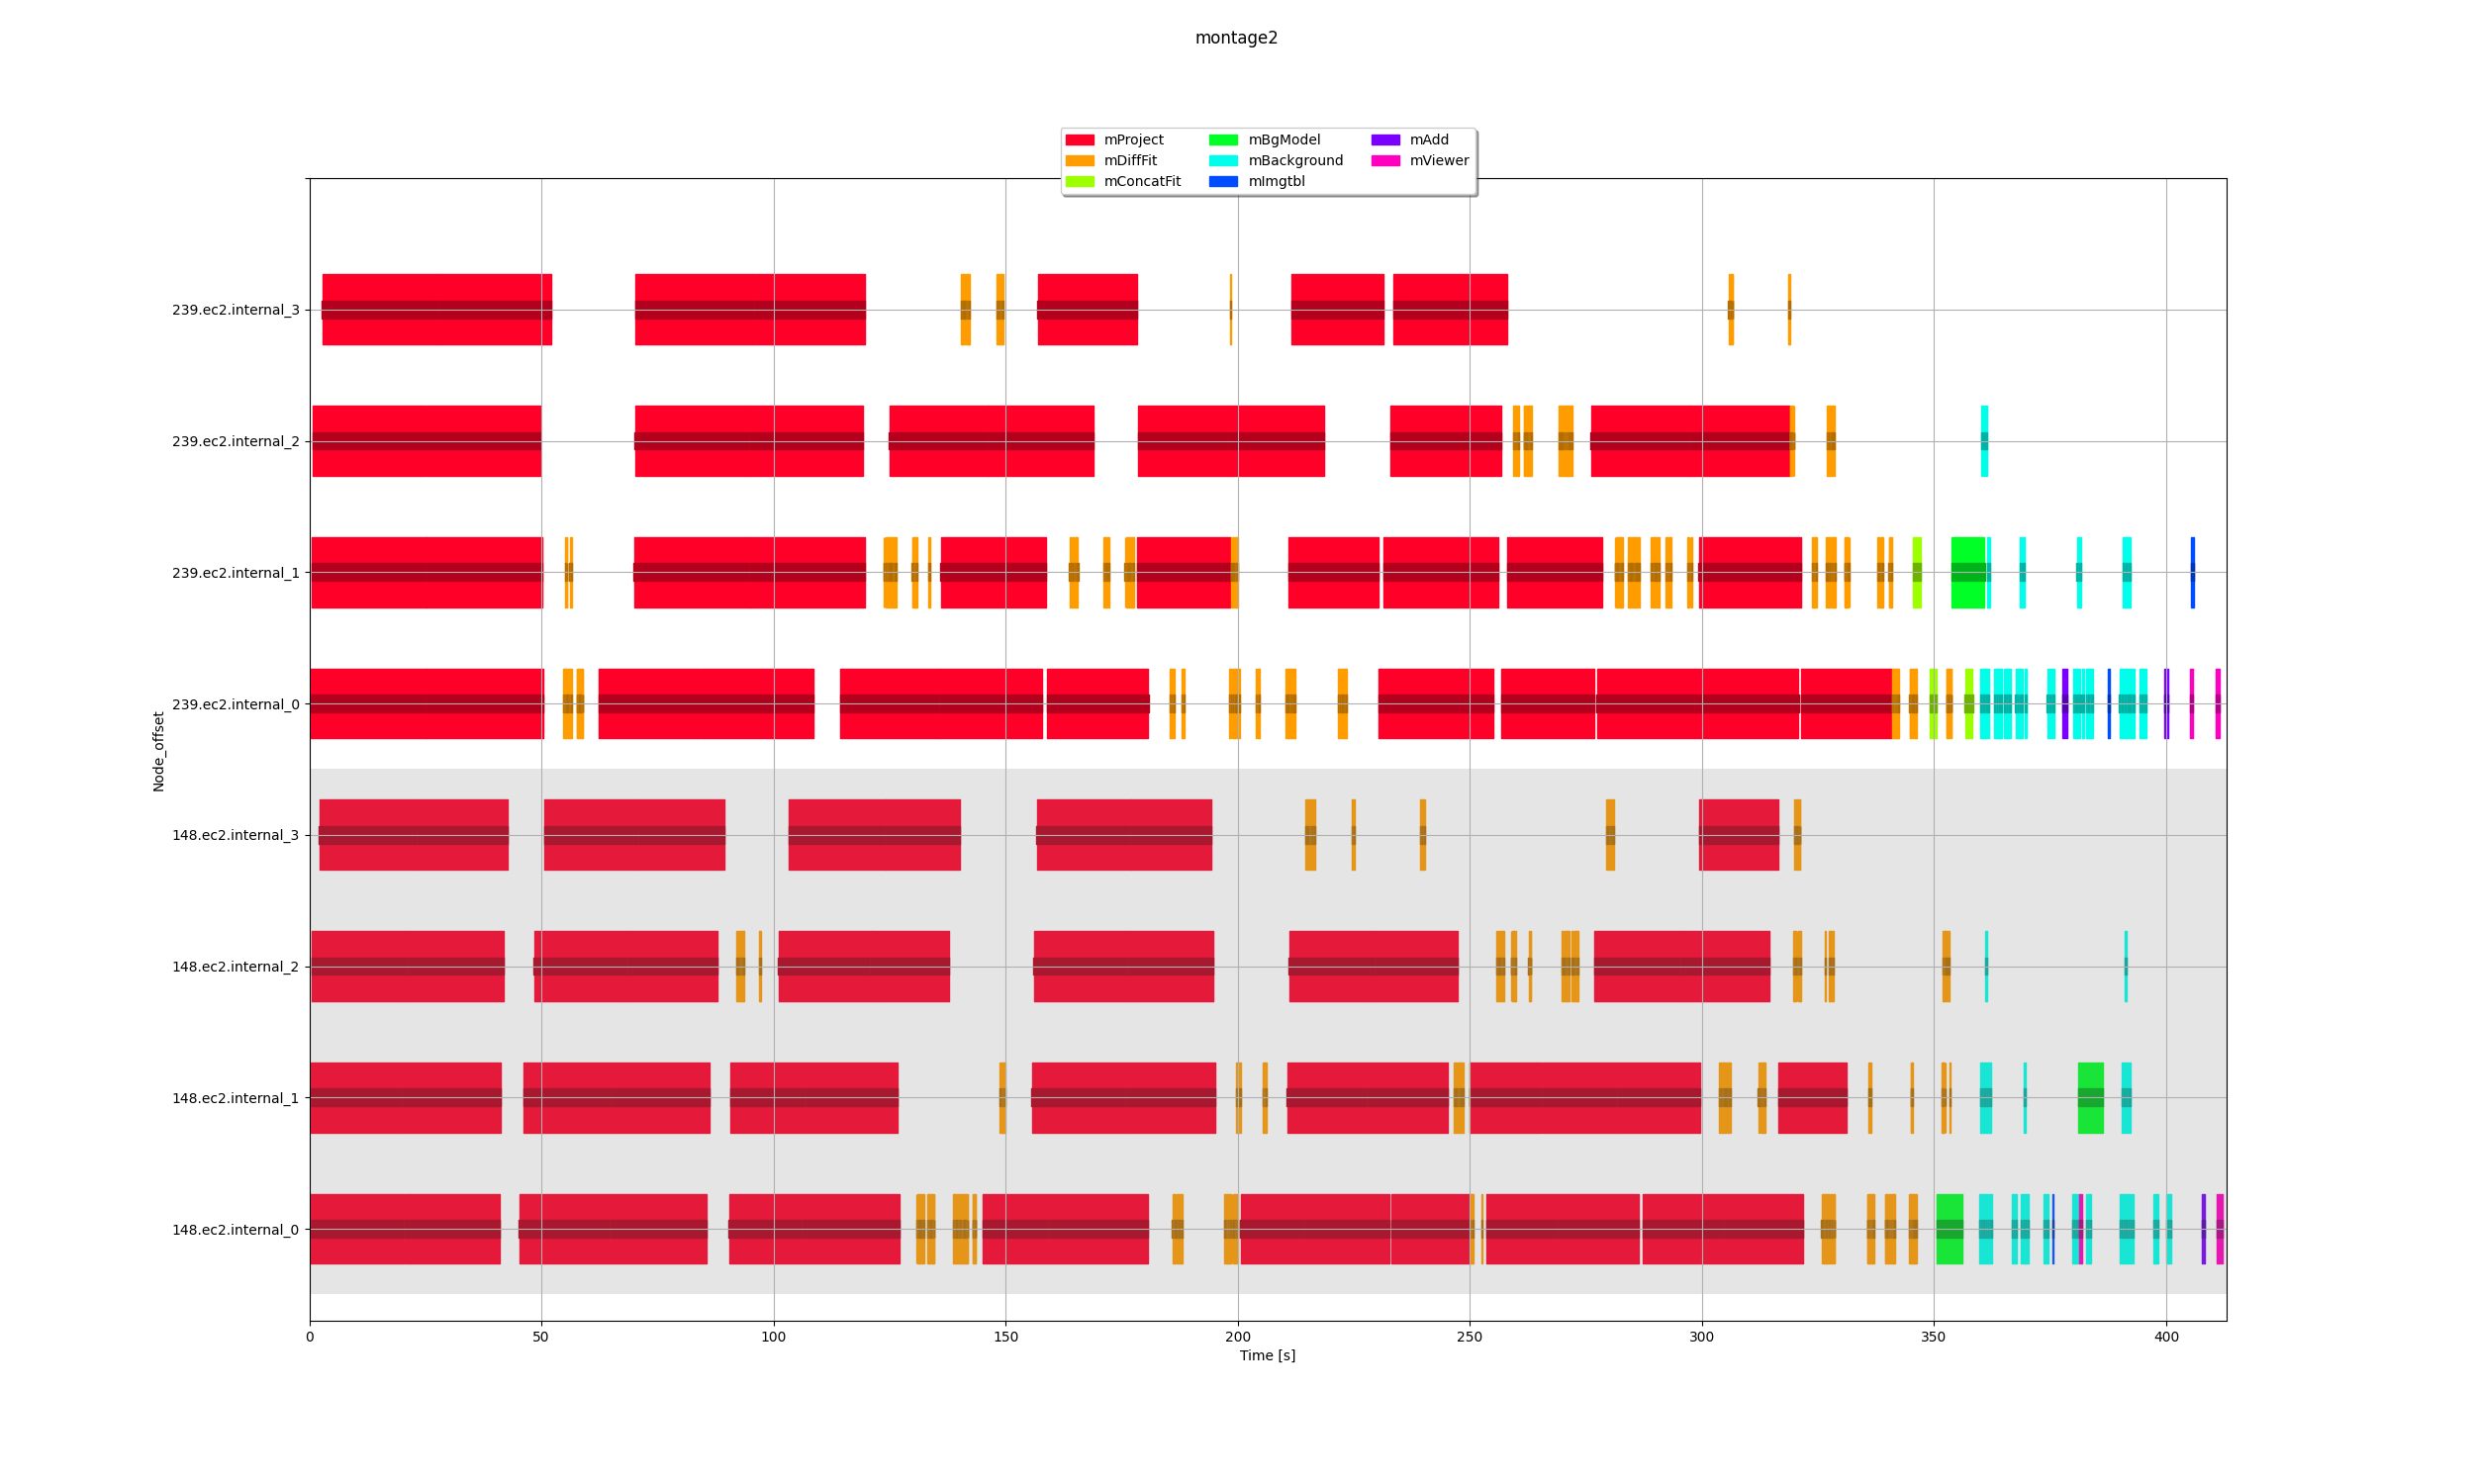 montage2
mProject mBgModel mAdd
mDiffFit mBackground mViewer
mConcatFit mImgtbl
239.ec2.internal_3
239.ec2.internal_2
239.ec2.internal_1
239.ec2.internal_0
Node_offset
148.ec2.internal_3
148.ec2.internal_2
148.ec2.internal_1
148.ec2.internal_0
0 50 100 150 200 250 300 350 400
Time [s]